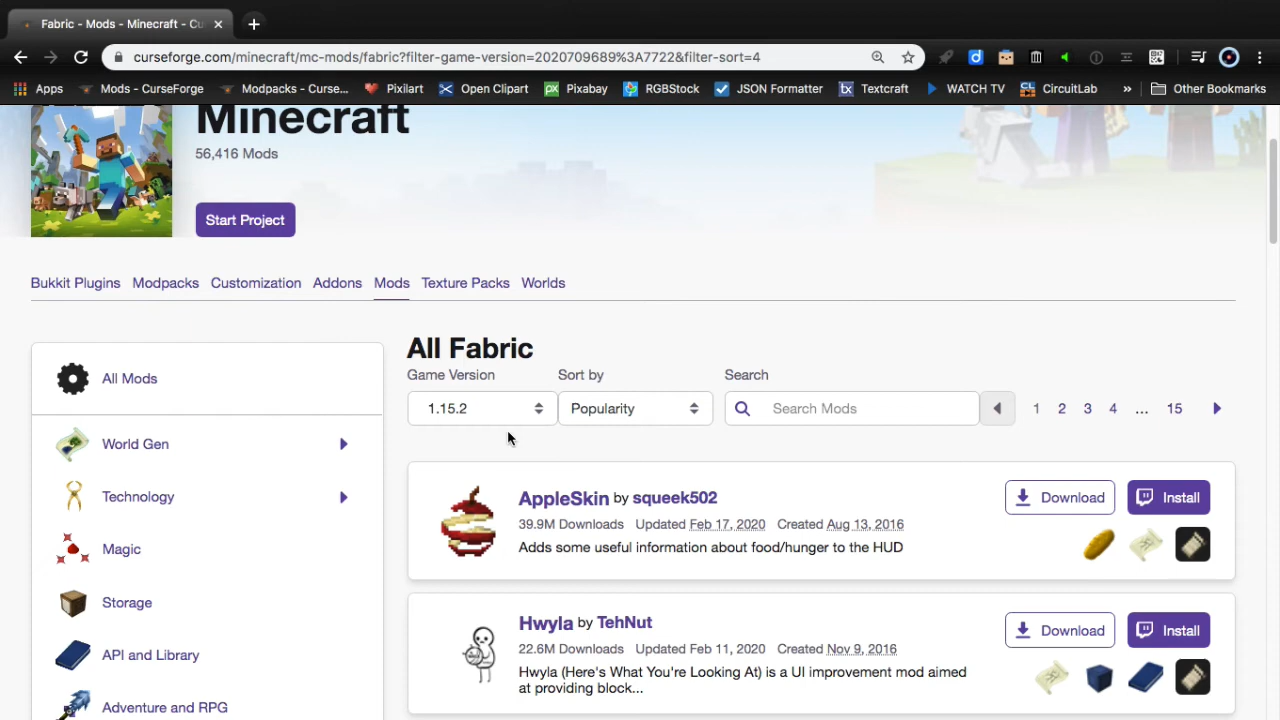 Fabric - Mods - Minecraft - Cu
curseforge.com/minecraft/mc-mods/fabric?filter-game-version=2020709689%3A7722&filter-sort=4
Apps Mods - CurseForge Modpacks - Curse... Pixilart Open Clipart px Pixabay RGBStock JSON Formatter tx Textcraft WATCH TV CL CircuitLab » Other Bookmarks
Minecraft
56,416 Mods
Start Project
Bukkit Plugins Modpacks Customization Addons Mods Texture Packs Worlds
All Mods
World Gen
Technology
Magic
Storage
API and Library
Adventure and RPG
All Fabric
Game Version Sort by Search
1.15.2 Popularity Search Mods 1 2 3 4 ... 15
AppleSkin by squeek502
39.9M Downloads Updated Feb 17, 2020 Created Aug 13, 2016
Adds some useful information about food/hunger to the HUD
Download Install
Hwyla by TehNut
22.6M Downloads Updated Feb 11, 2020 Created Nov 9, 2016
Hwyla (Here's What You're Looking At) is a UI improvement mod aimed
at providing block...
Download Install